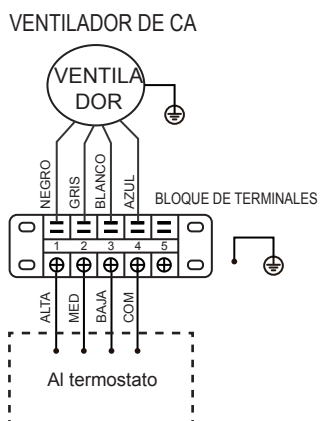 VENTILADOR DE CA
VENTILA
DOR
NEGRO
GRIS
BLANCO
AZUL
BLOQUE DE TERMINALES
1 2 3 4 5
ALTA
MED
BAJA
COM
Al termostato